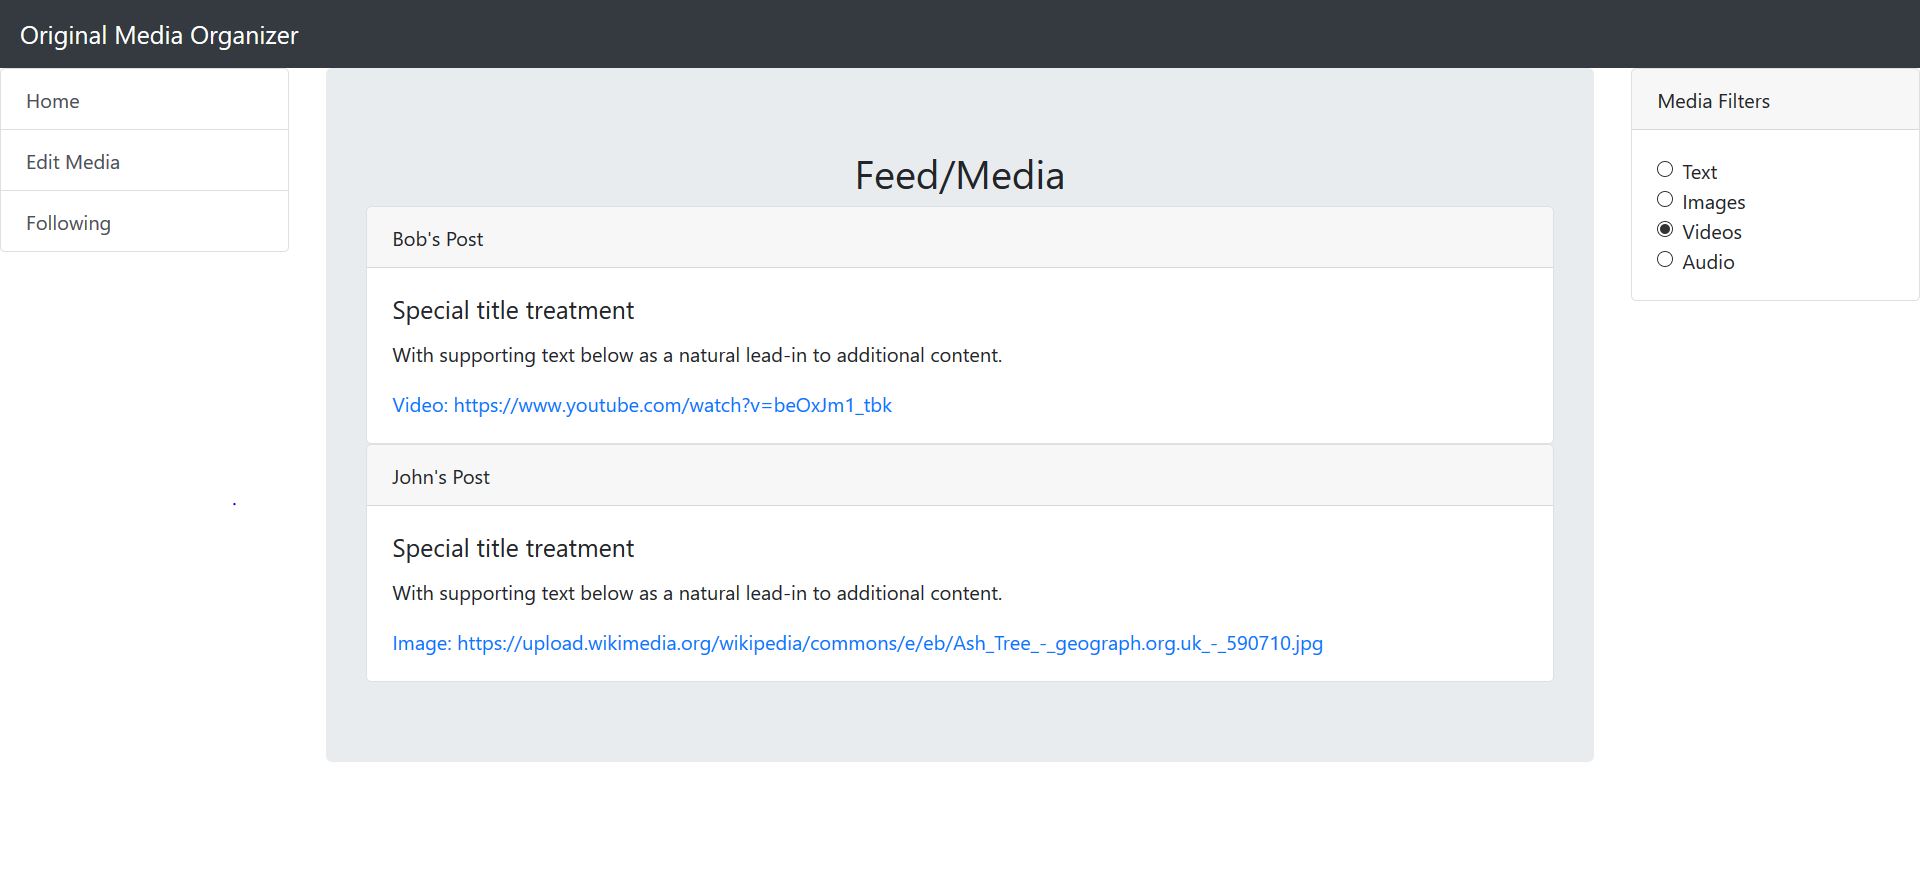 Original Media Organizer
Home
Edit Media
Following
Feed/Media
Bob's Post
Special title treatment
With supporting text below as a natural lead-in to additional content.
Video: https://www.youtube.com/watch?v=beOxJm1_tbk
John's Post
Special title treatment
With supporting text below as a natural lead-in to additional content.
Image: https://upload.wikimedia.org/wikipedia/commons/e/eb/Ash_Tree_-_geograph.org.uk_-_590710.jpg
Media Filters
Text
Images
Videos
Audio